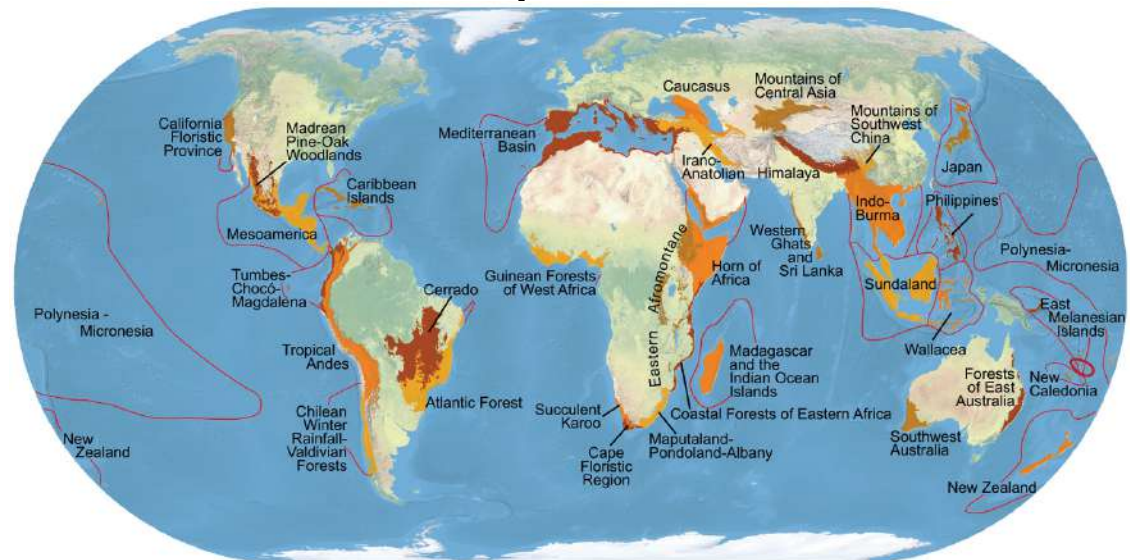 California
Floristic
Province
Madrean
Pine-Oak
Woodlands
Caribbean
Islands
Mesoamerica
Tumbes-
Chocó-
Magdalena
Polynesia -
Micronesia
New
Zealand
Tropical
Andes
Chilean
Winter
Rainfall-
Valdivian
Forests
Cerrado
Atlantic Forest
Mediterranean
Basin
Caucasus
Irano-
Anatolian
Mountains of
Central Asia
Mountains of
Southwest
China
Himalaya
Japan
Indo-
Burma
Philippines
Western
Ghats
and
Sri Lanka
Guinean Forests
of West Africa
Eastern Afromontane
Horn of
Africa
Madagascar
and the
Indian Ocean
Islands
Coastal Forests of Eastern Africa
Succulent
Karoo
Cape
Floristic
Region
Maputaland-
Pondoland-Albany
Sundaland
Wallacea
Polynesia-
Micronesia
East
Melanesian
Islands
Forests
of East
Australia
New
Caledonia
Southwest
Australia
New Zealand